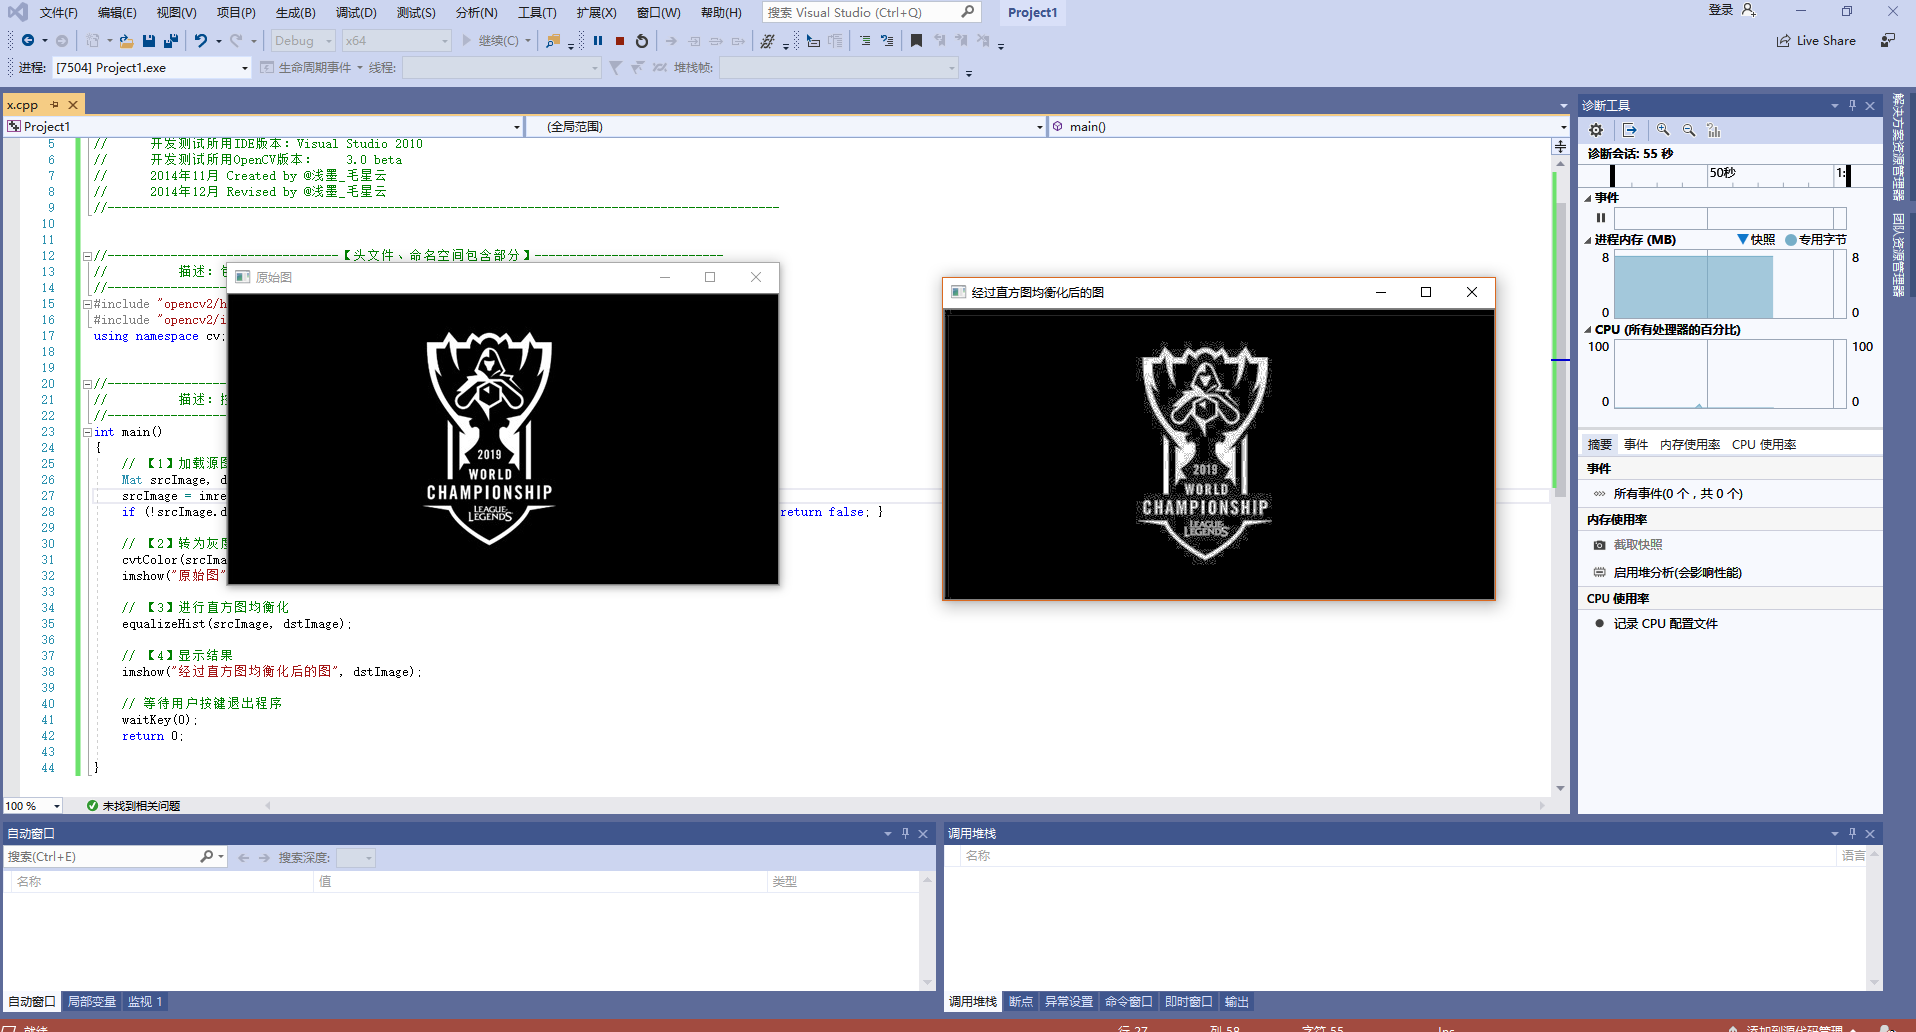 文件(F) 编辑(E) 视图(V) 项目(P) 生成(B) 调试(D) 测试(S) 分析(N) 工具(T) 扩展(X) 窗口(W) 帮助(H) 搜索 Visual Studio (Ctrl+Q) Project1 登录
Debug x64 继续(C) Live Share
进程: [7504] Project1.exe 生命周期事件 线程: 堆栈帧:
x.cpp
Project1 (全局范围) main()
5 // 开发测试所用IDE版本：Visual Studio 2010
6 // 开发测试所用OpenCV版本： 3.0 beta
7 // 2014年11月 Created by @浅墨_毛星云
8 // 2014年12月 Revised by @浅墨_毛星云
9 //------------------------------------------------------------------------------------------------
10
11
12 //---------------------------------【头文件、命名空间包含部分】---------------------------
13 // 描述：包
14 //----------------
15 #include "opencv2/h
16 #include "opencv2/i
17 using namespace cv;
18
19
20 //-----------------
21 // 描述：控
22 //-----------------
23 int main()
24 {
25 // 【1】加载源图
26 Mat srcImage, d
27 srcImage = imre
28 if (!srcImage.d return false; }
29
30 // 【2】转为灰度
31 cvtColor(srcIma
32 imshow("原始图"
33
34 // 【3】进行直方图均衡化
35 equalizeHist(srcImage, dstImage);
36
37 // 【4】显示结果
38 imshow("经过直方图均衡化后的图", dstImage);
39
40 // 等待用户按键退出程序
41 waitKey(0);
42 return 0;
43
44 }
原始图
2019
WORLD
CHAMPIONSHIP
LEAGUE
LEGENDS
经过直方图均衡化后的图
2019
WORLD
CHAMPIONSHIP
LEAGUE
LEGENDS
100 % 未找到相关问题
诊断工具
诊断会话: 55 秒
50秒 1:
事件
进程内存 (MB) 快照 专用字节
8 8
0 0
CPU (所有处理器的百分比)
100 100
0 0
摘要 事件 内存使用率 CPU 使用率
事件
所有事件(0 个，共 0 个)
内存使用率
截取快照
启用堆分析(会影响性能)
CPU 使用率
记录 CPU 配置文件
解决方案资源管理器
团队资源管理器
自动窗口
搜索(Ctrl+E) 搜索深度:
名称 值 类型
自动窗口 局部变量 监视 1
调用堆栈
名称 语言
调用堆栈 断点 异常设置 命令窗口 即时窗口 输出
就绪 行 27 列 58 字符 55 Ins 添加到源代码管理